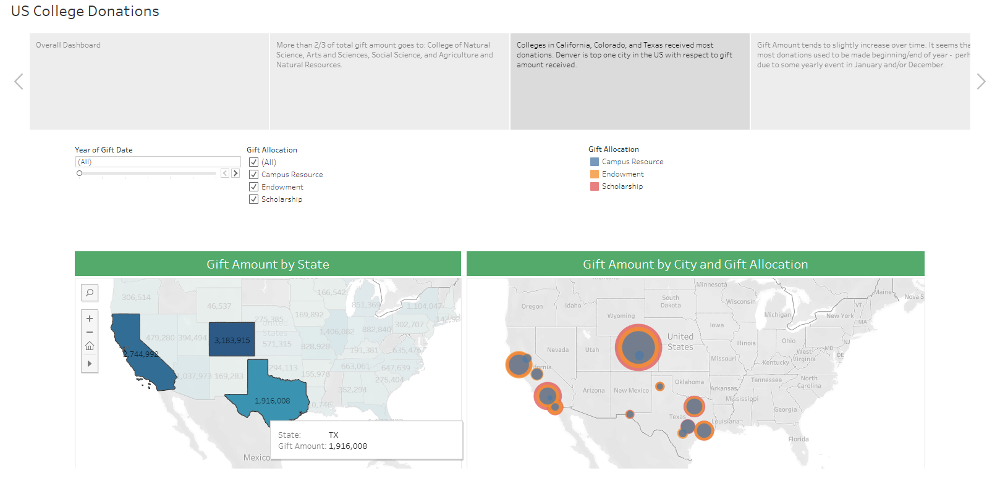 US College Donations
Overall Dashboard
More than 2/3 of total gift amount goes to: College of Natural
Science, Arts and Sciences, Social Science, and Agriculture and
Natural Resources.
Colleges in California, Colorado, and Texas received most
donations. Denver is top one city in the US with respect to gift
amount received.
Gift Amount tends to slightly increase over time. It seems tha
most donations used to be made beginning/end of year - perh
due to some yearly event in January and/or December.
Year of Gift Date
(All)
Gift Allocation
(All)
Campus Resource
Endowment
Scholarship
Gift Allocation
Campus Resource
Endowment
Scholarship
Gift Amount by State
306,514
46,537
166,542
851,369
1,104,047
169,892
275,385
United
States
302,707
479,280
394,494
3,183,915
571,315
828,928
1,406,082
882,840
191,381
635,476
2,744,992
1,037,973
169,283
294,113
155,976
663,061
647,639
275,404
352,294
1,916,008
0,746
Mexico
State: TX
Gift Amount: 1,916,008
Gift Amount by City and Gift Allocation
Montana
Minnesota
Maine
Oregon
Idaho
South
Dakota
Wisconsin
Nova S
VT
Wyoming
Michigan
New York
MA
Iowa
Nevada
Utah
United
States
Illinois
Ohio
NJ
MD
DE
West
Virginia
Missouri
Kentucky
ifornia
Arizona
New Mexico
Oklahoma
Arkansas
Tennessee
North
Carolina
Mississippi
Georgia
Texas
Louisiana
Florida